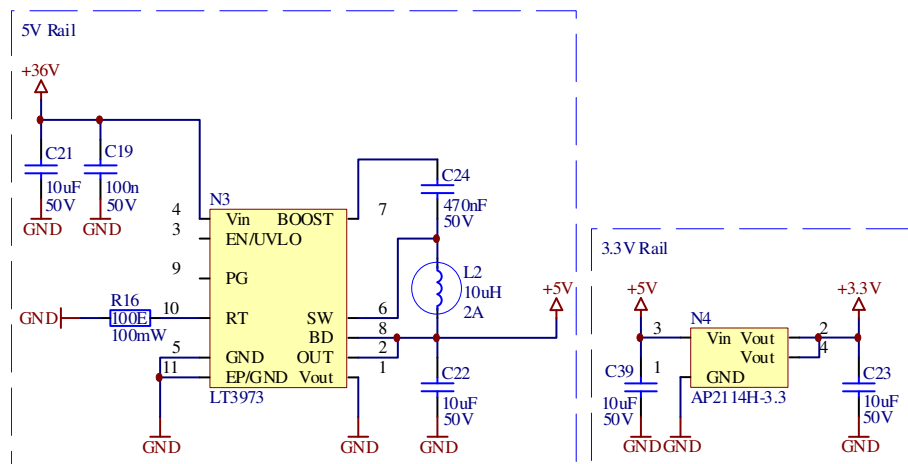 5V Rail
+36V
C21
10uF
50V
GND
C19
100n
50V
GND
N3
4
Vin
BOOST
7
3
EN/UVLO
9
PG
GND
R16
100E
100mW
10
RT
SW
6
BD
8
5
GND
OUT
2
11
EP/GND
Vout
1
LT3973
GND
GND
C24
470nF
50V
L2
10uH
2A
+5V
C22
10uF
50V
GND
3.3V Rail
+5V
3
N4
Vin
Vout
2
Vout
4
1
GND
AP2114H-3.3
C39
10uF
50V
GND
GND
+3.3V
C23
10uF
50V
GND